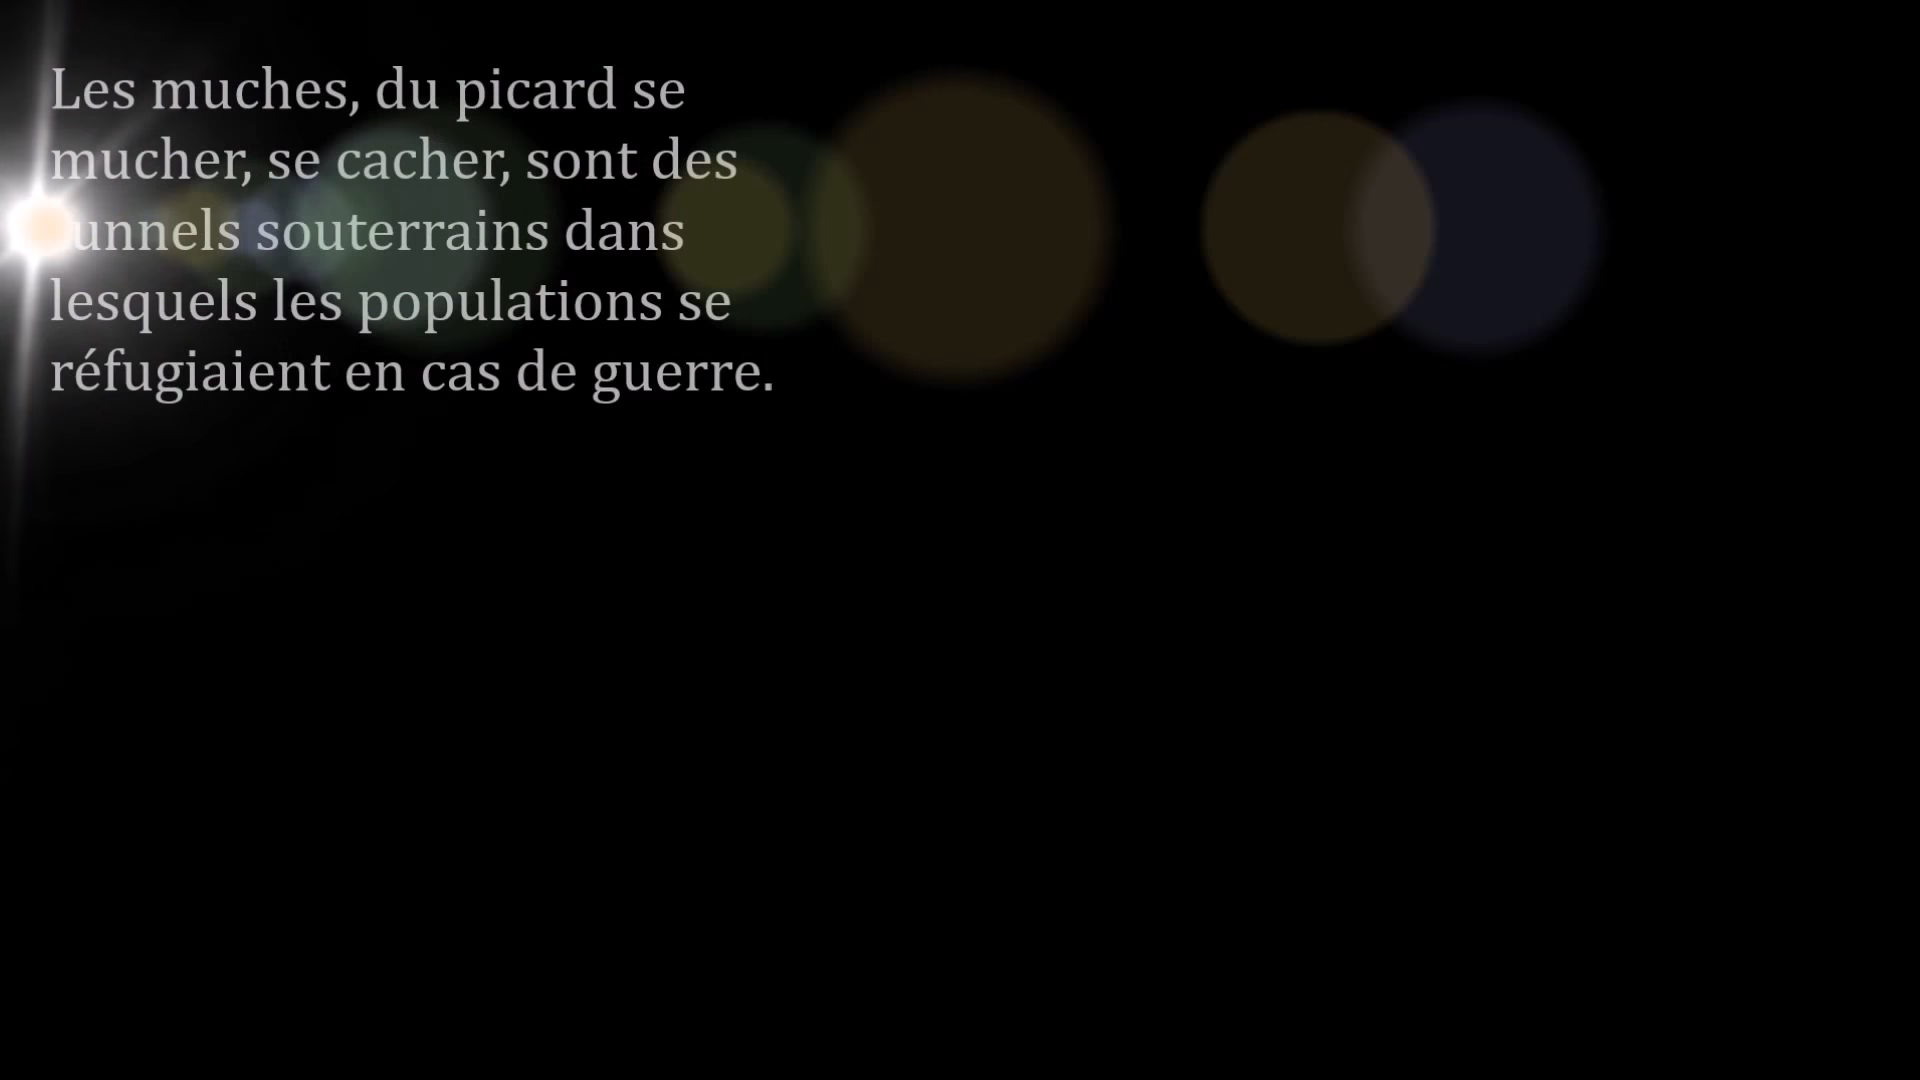 Les muches, du picard se
mucher, se cacher, sont des
tunnels souterrains dans
lesquels les populations se
réfugiaient en cas de guerre.